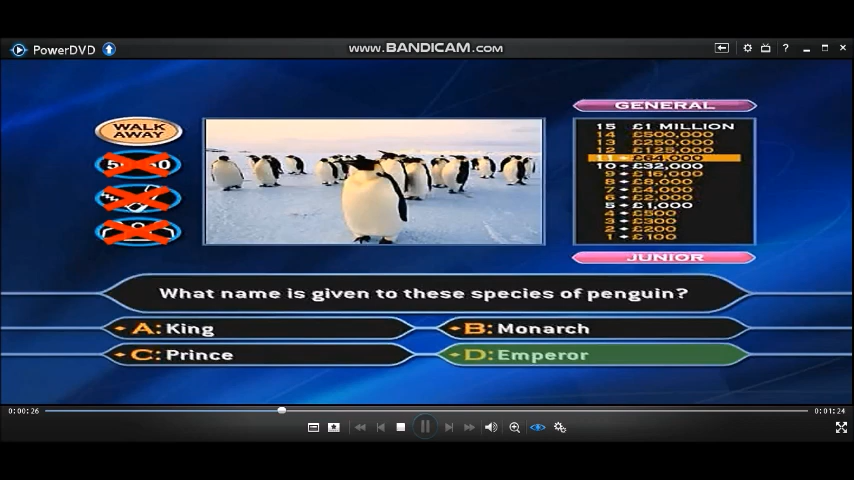 PowerDVD
www.BANDICAM.com
?
WALK
AWAY
GENERAL
15 £1 MILLION
14 £500,000
13 £250,000
12 £125,000
11 £64,000
10 £32,000
9 £16,000
8 £8,000
7 £4,000
6 £2,000
5 £1,000
4 £500
3 £300
2 £200
1 £100
JUNIOR
What name is given to these species of penguin?
A: King
B: Monarch
C: Prince
D: Emperor
0:00:26
0:01:24